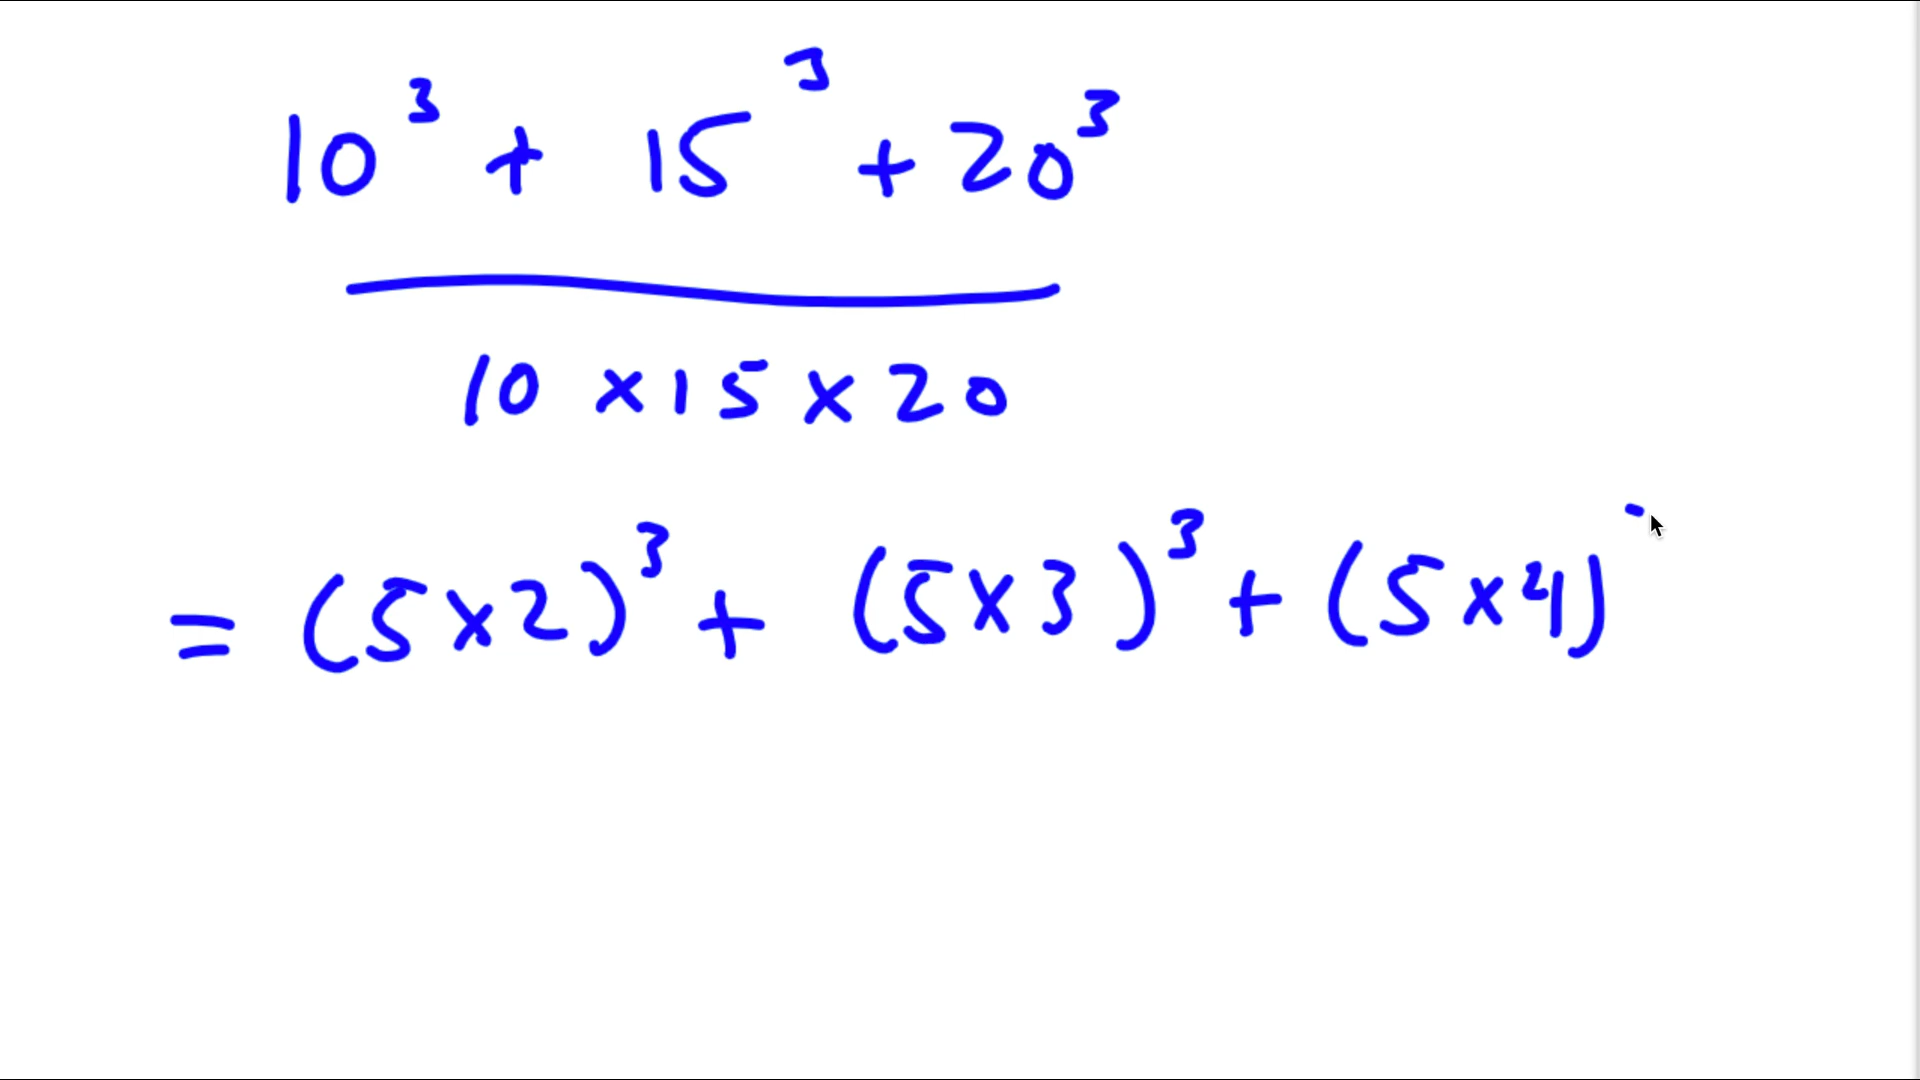 10³ + 15³ + 20³
10 × 15 × 20
= (5×2)³ + (5×3)³ + (5×4)